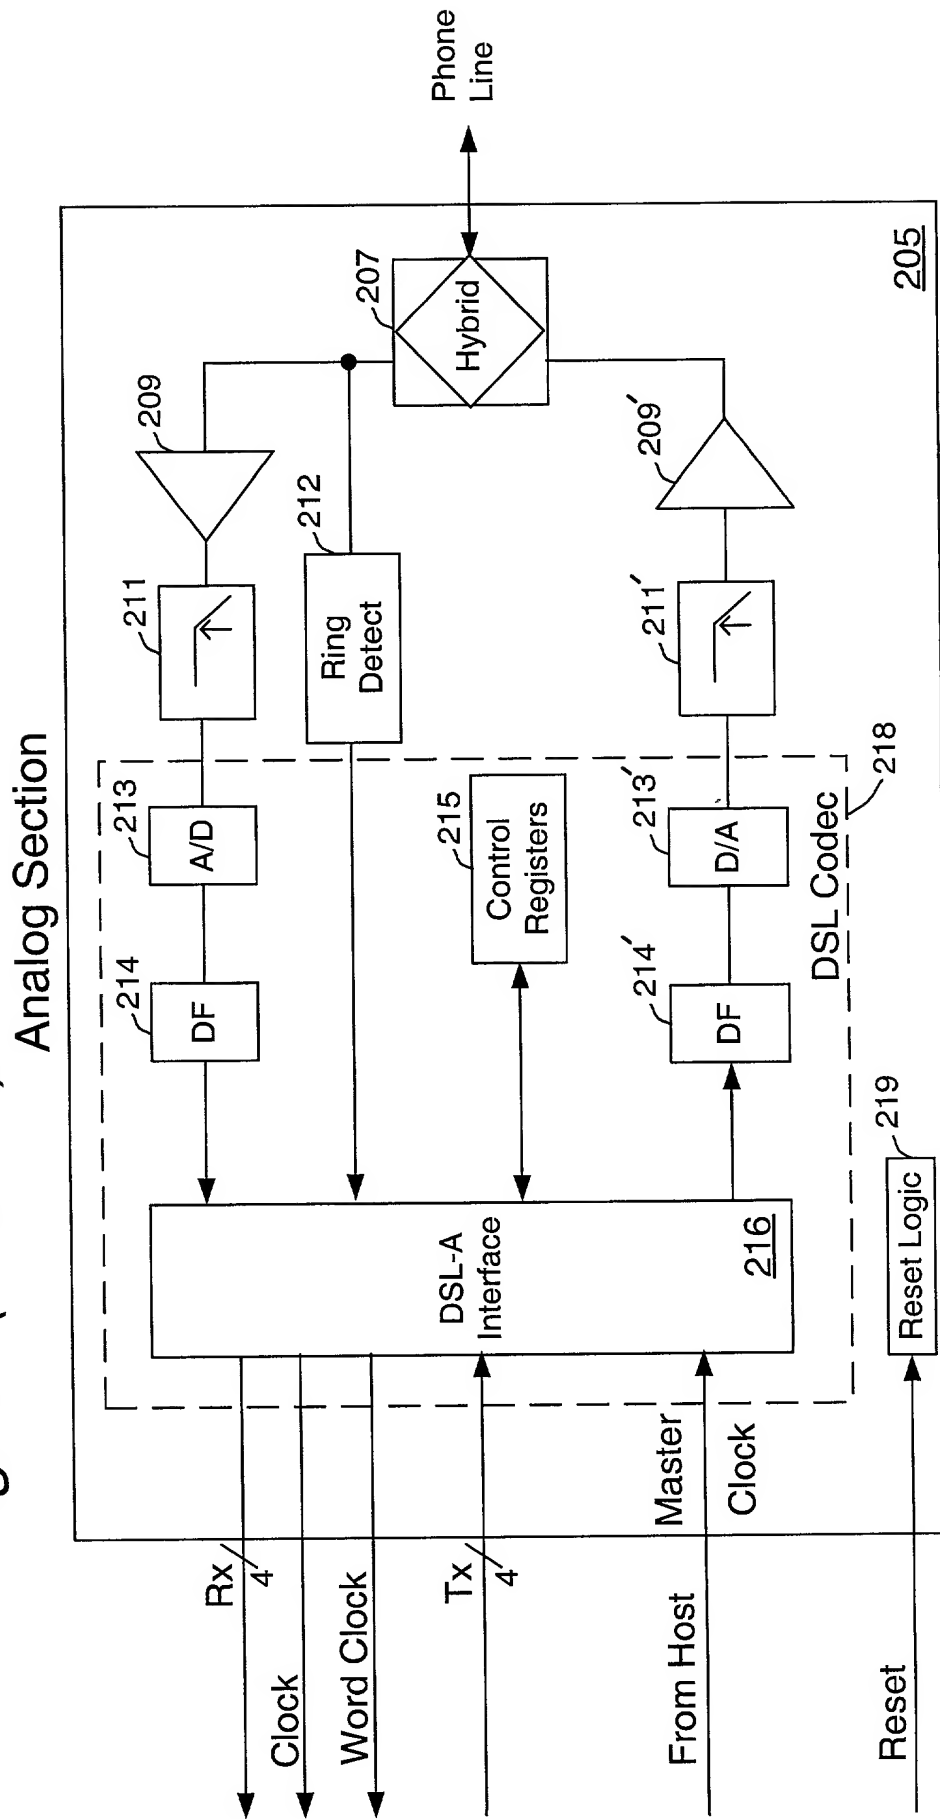 Analog Section
Phone
Line
207
Hybrid
205
209
209′
212
Ring
Detect
211
211′
213
A/D
215
Control
Registers
213′
D/A
218
DSL Codec
214
DF
214′
DF
219
Reset Logic
DSL-A
Interface
216
Master
Clock
Rx
4
Clock
Word Clock
Tx
4
From Host
Reset